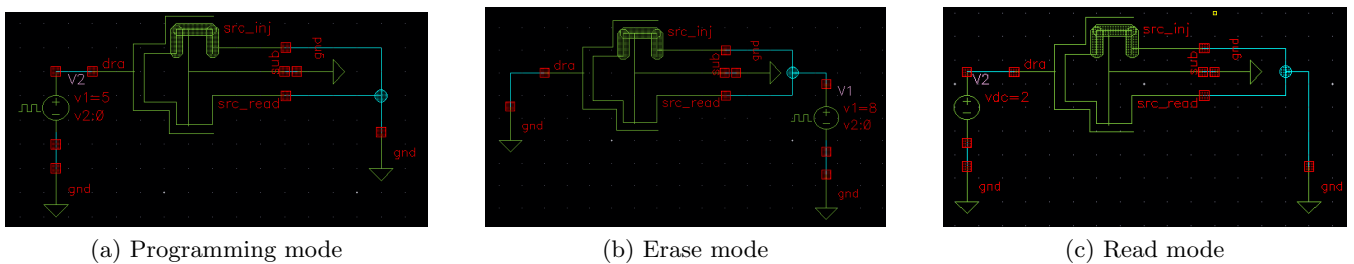 src_inj
dra
sub
gnd
V2
v1=5
v2:0
src_read
gnd
gnd
(a) Programming mode
src_inj
gnd
dra
sub
V1
v1=8
v2:0
src_read
gnd
gnd
(b) Erase mode
src_inj
gnd
dra
sub
V2
vdc=2
src_read
gnd
gnd
(c) Read mode